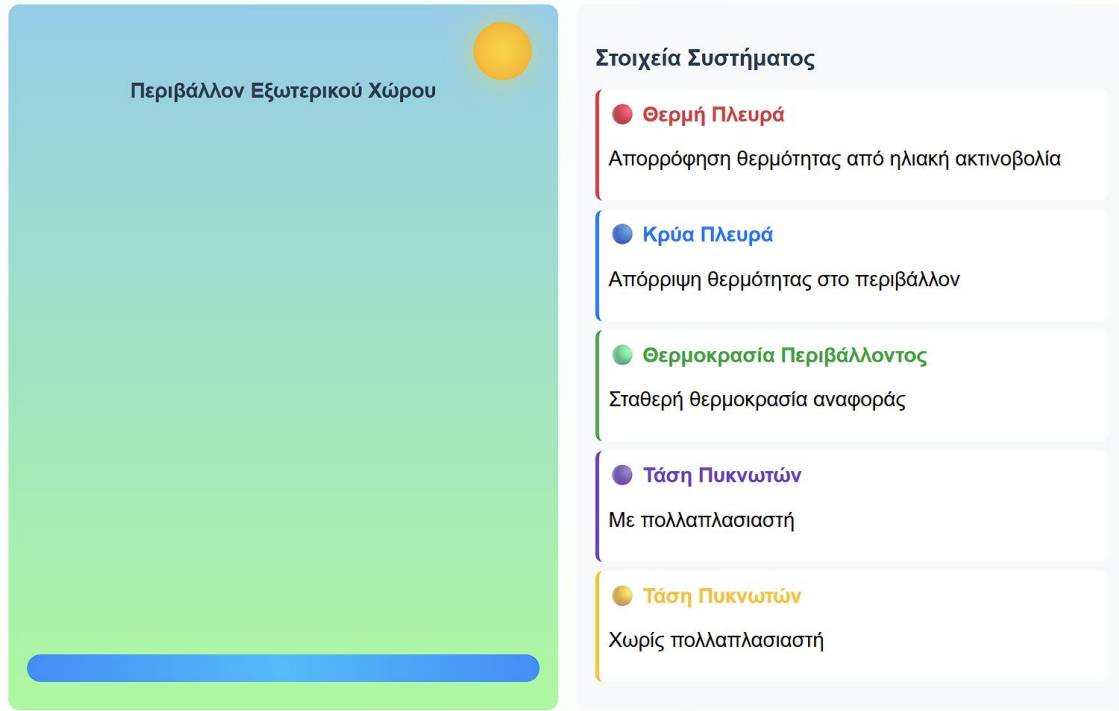 Περιβάλλον Εξωτερικού Χώρου
Στοιχεία Συστήματος
Θερμή Πλευρά
Απορρόφηση θερμότητας από ηλιακή ακτινοβολία
Κρύα Πλευρά
Απόρριψη θερμότητας στο περιβάλλον
Θερμοκρασία Περιβάλλοντος
Σταθερή θερμοκρασία αναφοράς
Τάση Πυκνωτών
Με πολλαπλασιαστή
Τάση Πυκνωτών
Χωρίς πολλαπλασιαστή